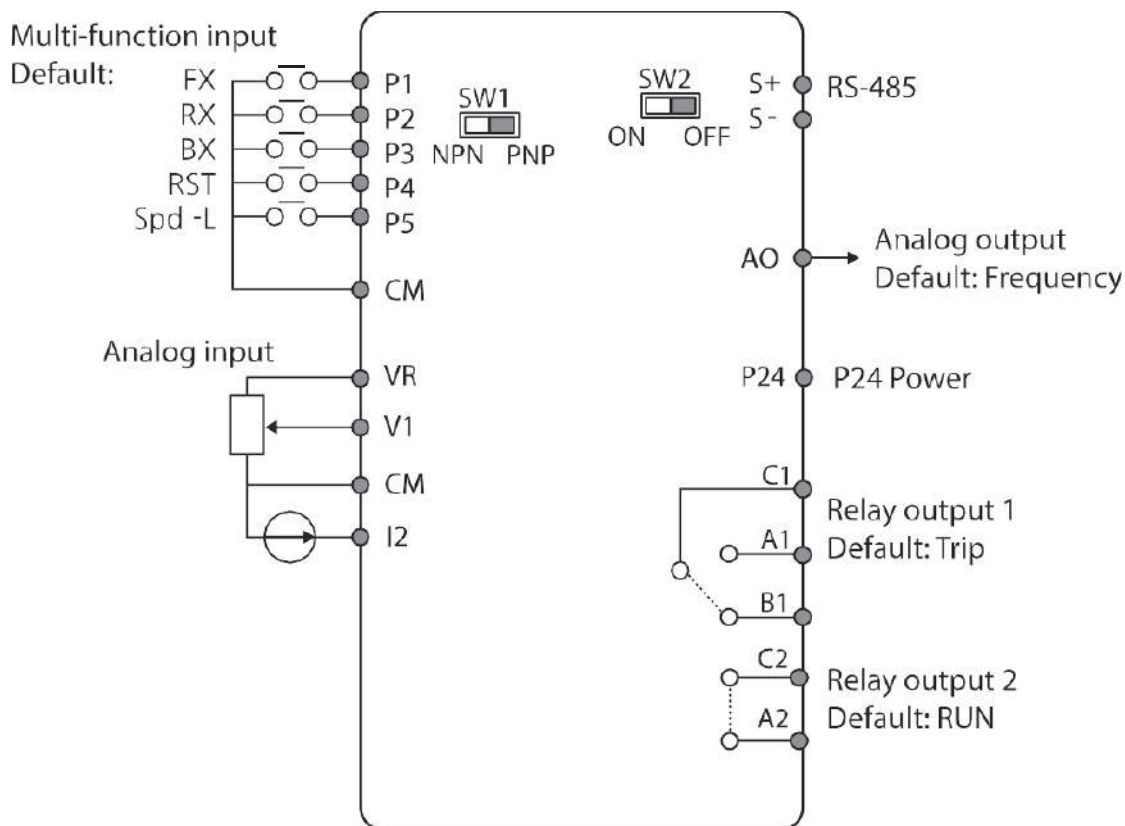 Multi-function input
Default:
FX
RX
BX
RST
Spd -L
P1
P2
P3
P4
P5
CM
SW1
NPN PNP
SW2
ON OFF
S+
S-
RS-485
AO
Analog output
Default: Frequency
Analog input
VR
V1
CM
I2
P24
P24 Power
C1
A1
B1
Relay output 1
Default: Trip
C2
A2
Relay output 2
Default: RUN